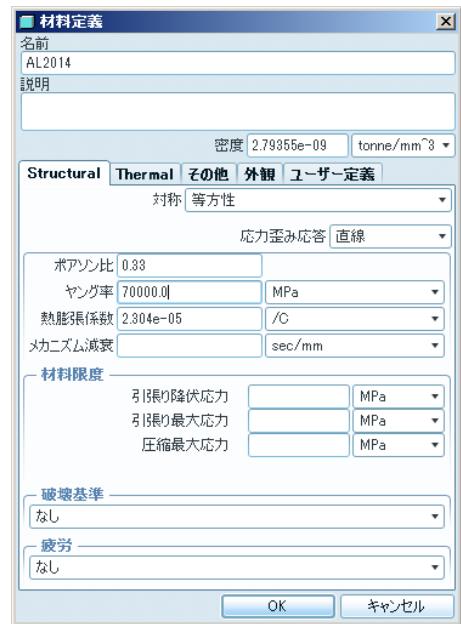 材料定義
名前
AL2014
説明
密度 2.79355e-09 tonne/mm^3
Structural Thermal その他 外観 ユーザー定義
対称 等方性
応力歪み応答 直線
ポアソン比 0.33
ヤング率 70000.0 MPa
熱膨張係数 2.304e-05 /C
メカニズム減衰 sec/mm
材料限度
引張り降伏応力 MPa
引張り最大応力 MPa
圧縮最大応力 MPa
破壊基準
なし
疲労
なし
OK キャンセル